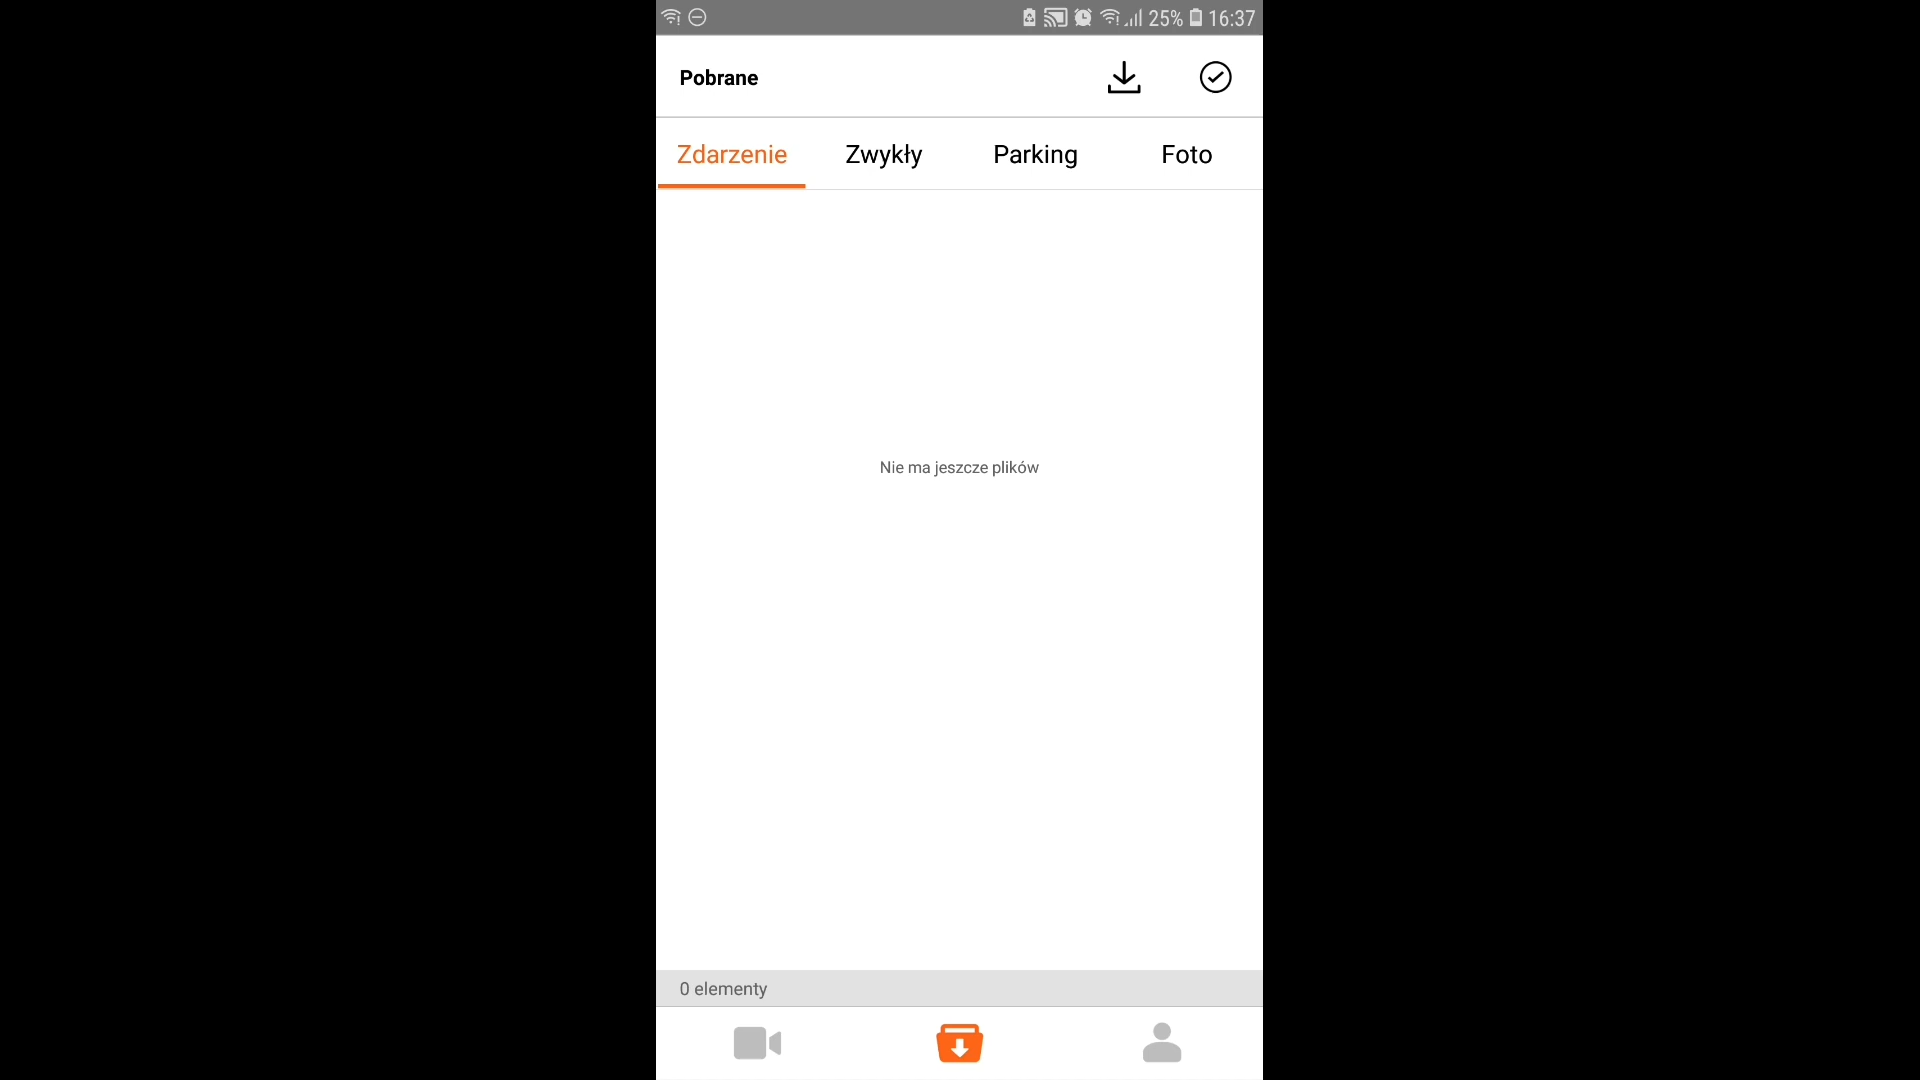 25% 16:37
Pobrane
Zdarzenie Zwykły Parking Foto
Nie ma jeszcze plików
0 elementy